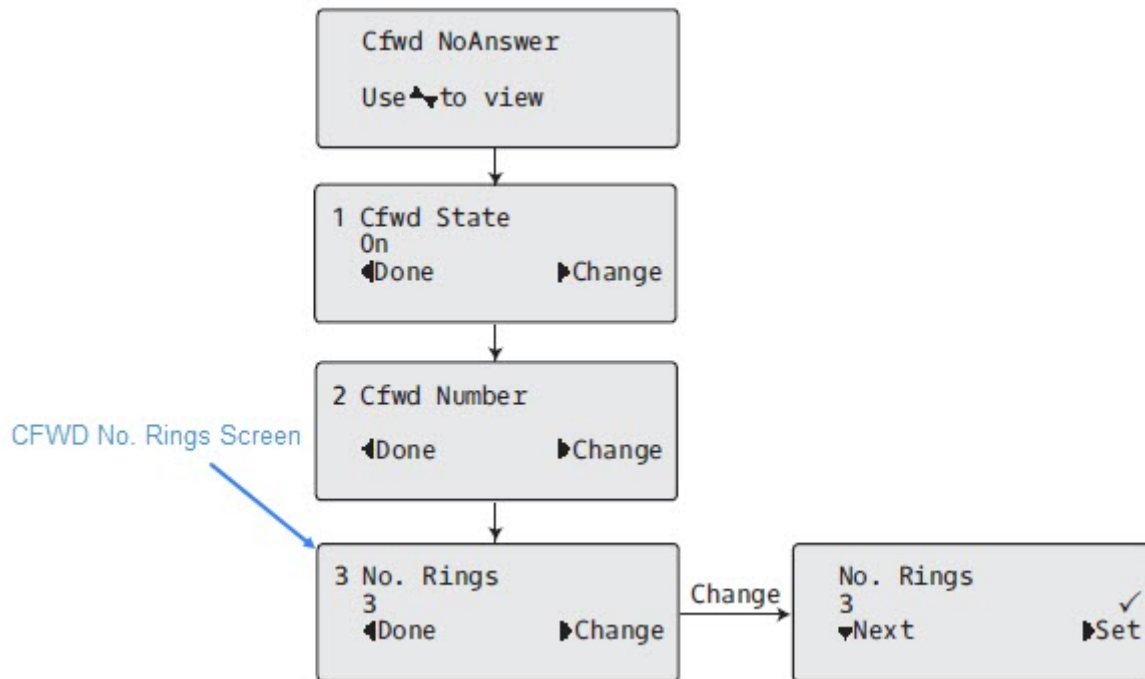 Cfwd NoAnswer
Use to view
1 Cfwd State
On
Done Change
2 Cfwd Number
Done Change
CFWD No. Rings Screen
3 No. Rings
3
Done Change
Change
No. Rings
3 ✓
Next Set